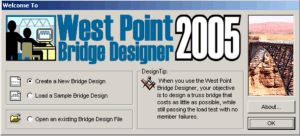 Welcome To
West Point
Bridge Designer
2005
Create a New Bridge Design
Load a Sample Bridge Design
Open an existing Bridge Design File
DesignTip:
When you use the West Point
Bridge Designer, your objective
is to design a truss bridge that
costs as little as possible, while
still passing the load test with no
member failures.
About...
OK